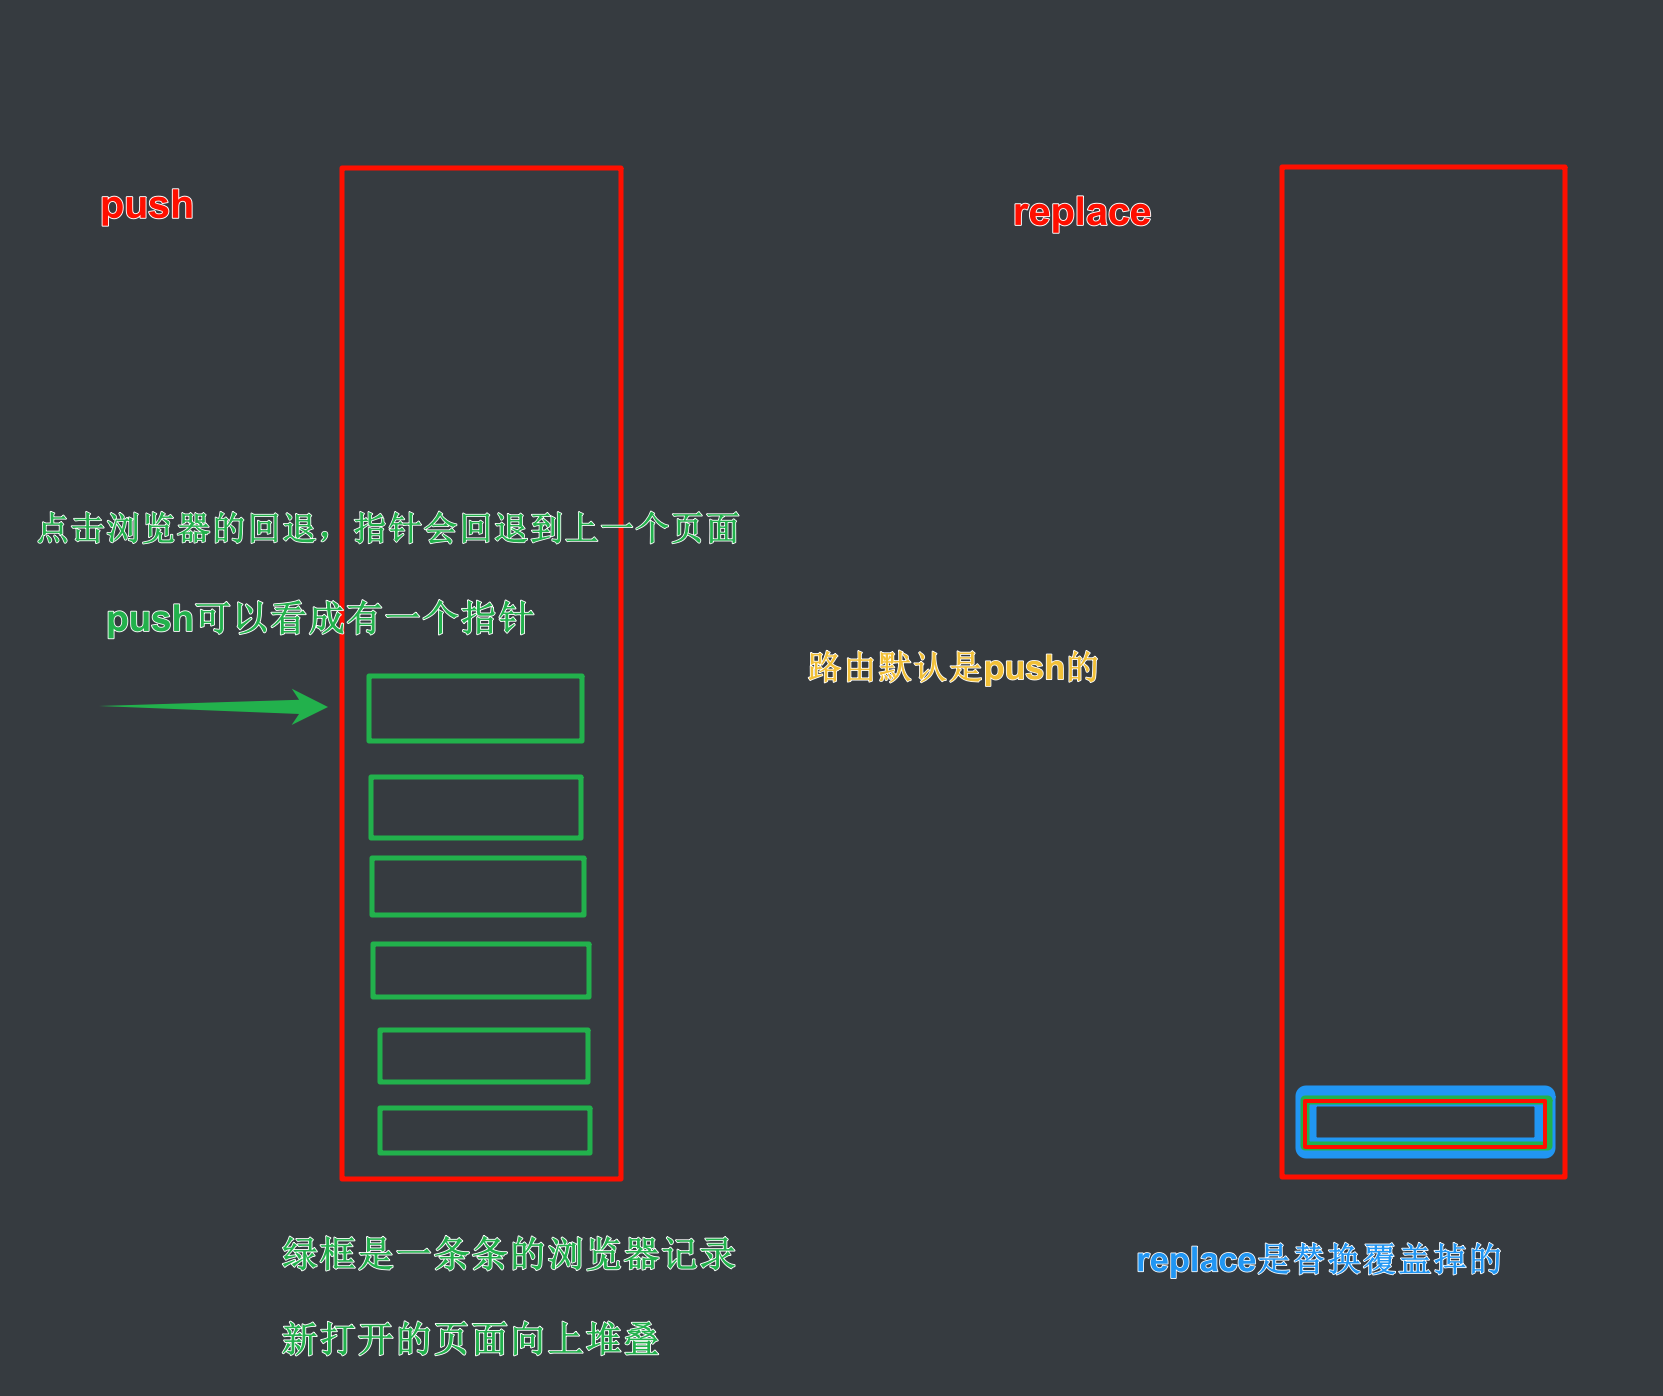 push
replace
点击浏览器的回退，指针会回退到上一个页面
push可以看成有一个指针
路由默认是push的
绿框是一条条的浏览器记录
replace是替换覆盖掉的
新打开的页面向上堆叠